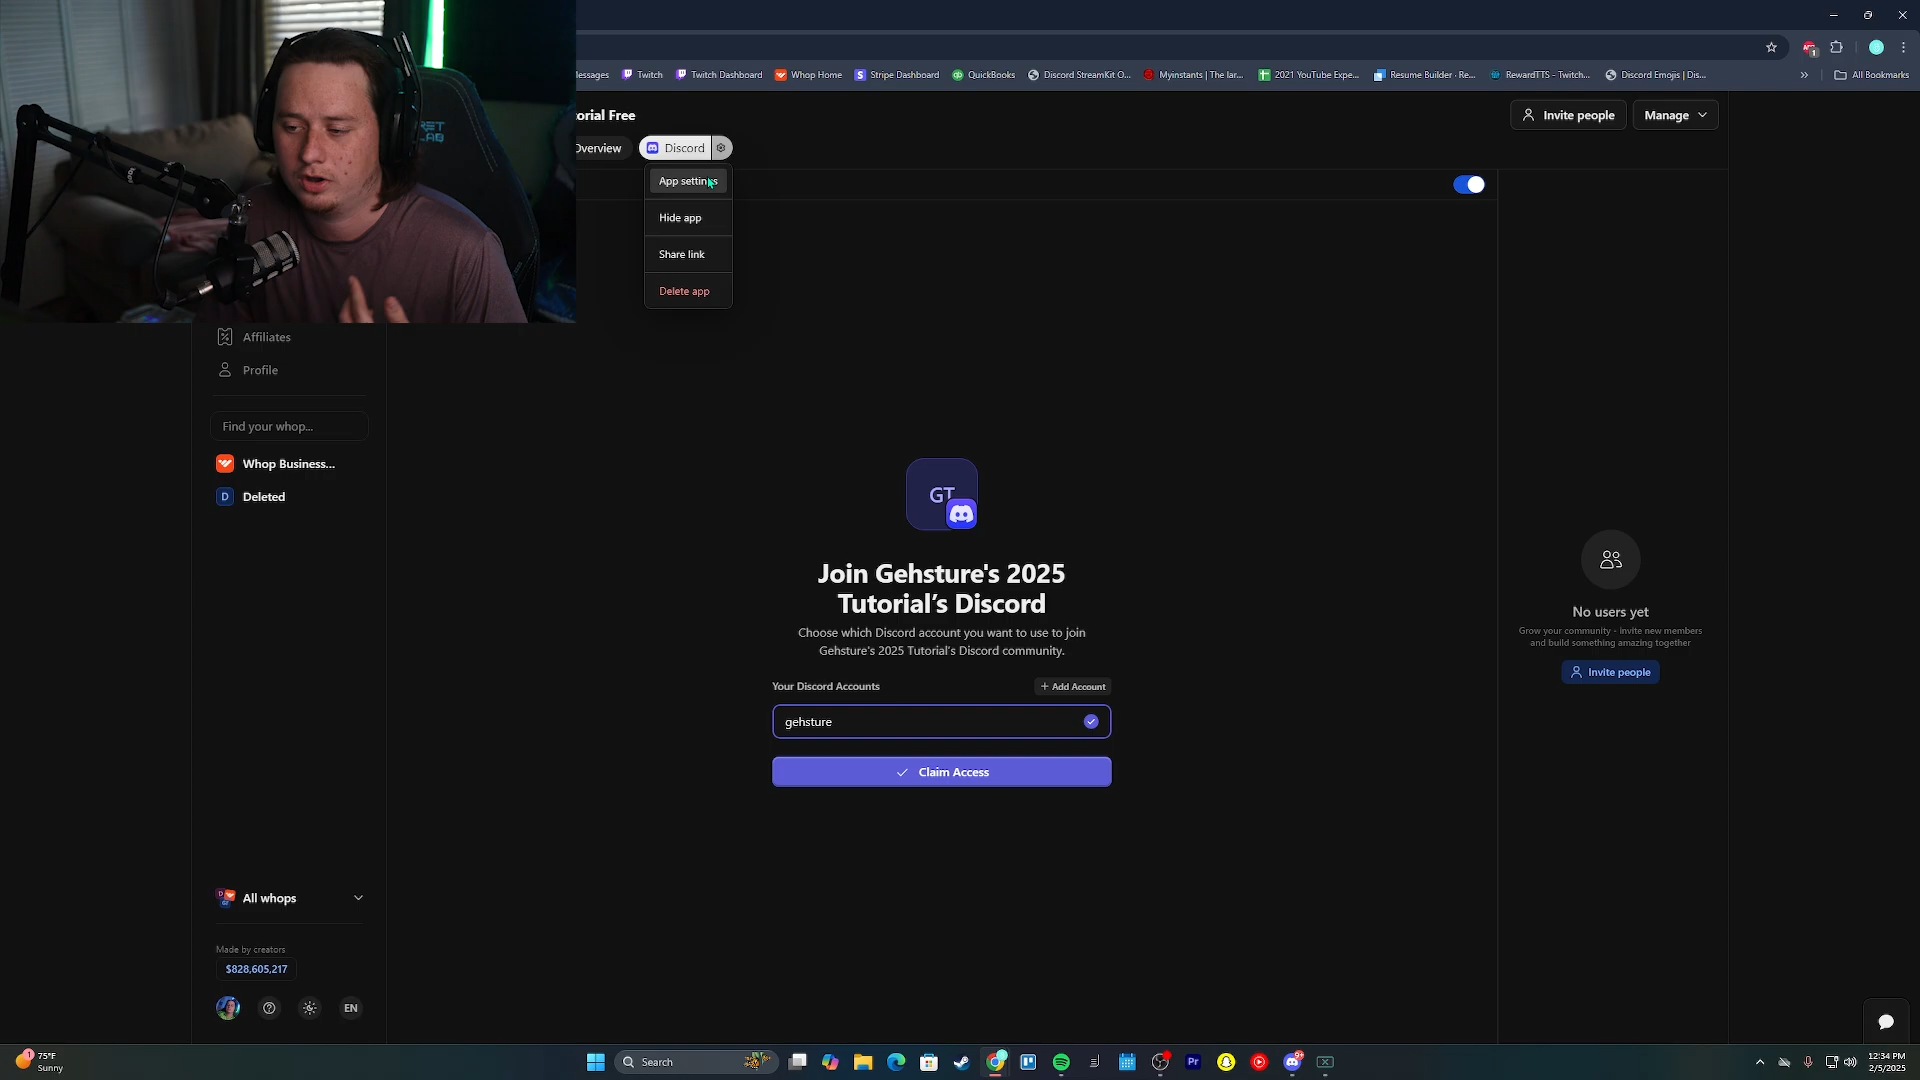 essages
Twitch
Twitch Dashboard
Whop Home
Stripe Dashboard
QuickBooks
Discord StreamKit O...
Myinstants | The lar...
2021 YouTube Expe...
Resume Builder · Re...
RewardTTS - Twitch...
Discord Emojis | Dis...
»
All Bookmarks
orial Free
Invite people
Manage
Overview
Discord
App settings
Hide app
Share link
Delete app
Affiliates
Profile
Find your whop...
Whop Business...
D Deleted
GT
Join Gehsture's 2025
Tutorial's Discord
Choose which Discord account you want to use to join
Gehsture's 2025 Tutorial's Discord community.
Your Discord Accounts
+ Add Account
gehsture
Claim Access
No users yet
Grow your community - invite new members
and build something amazing together
Invite people
All whops
Made by creators
$828,605,217
EN
1
75°F
Sunny
Search
12:34 PM
2/5/2025